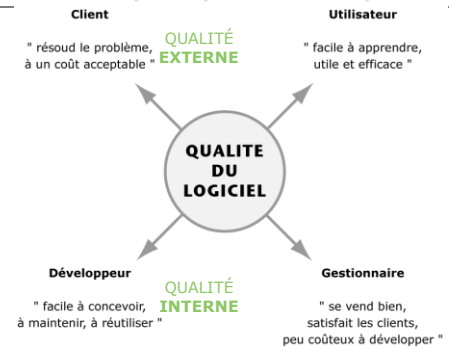 Client
" résoud le problème,
à un coût acceptable "
QUALITÉ
EXTERNE
Utilisateur
" facile à apprendre,
utile et efficace "
QUALITE
DU
LOGICIEL
Développeur
" facile à concevoir,
à maintenir, à réutiliser "
QUALITÉ
INTERNE
Gestionnaire
" se vend bien,
satisfait les clients,
peu coûteux à développer "